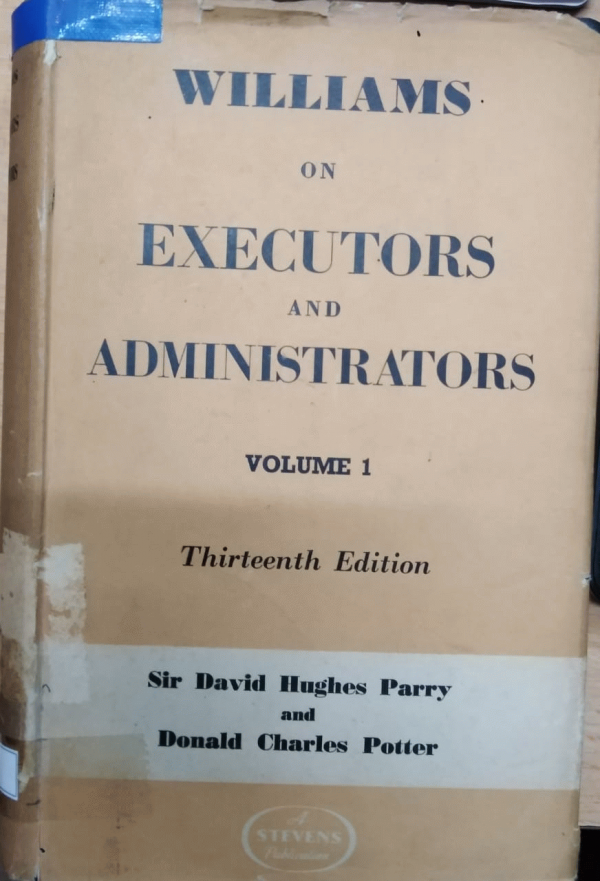 WILLIAMS
ON
EXECUTORS
AND
ADMINISTRATORS
VOLUME 1
Thirteenth Edition
Sir David Hughes Parry
and
Donald Charles Potter
A
STEVENS
Publication